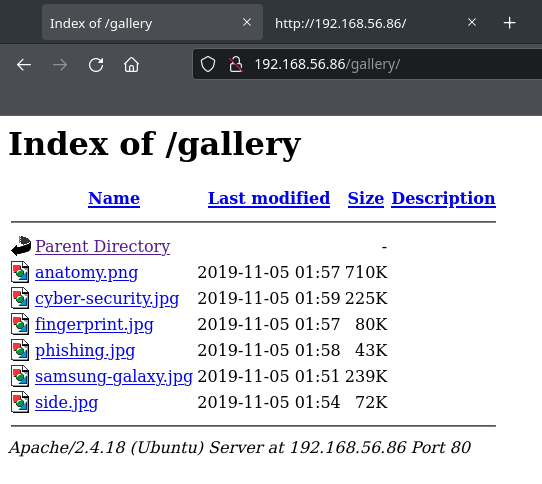 Index of /gallery
http://192.168.56.86/
192.168.56.86/gallery/
Index of /gallery
Name Last modified Size Description
Parent Directory -
anatomy.png 2019-11-05 01:57 710K
cyber-security.jpg 2019-11-05 01:59 225K
fingerprint.jpg 2019-11-05 01:57 80K
phishing.jpg 2019-11-05 01:58 43K
samsung-galaxy.jpg 2019-11-05 01:51 239K
side.jpg 2019-11-05 01:54 72K
Apache/2.4.18 (Ubuntu) Server at 192.168.56.86 Port 80